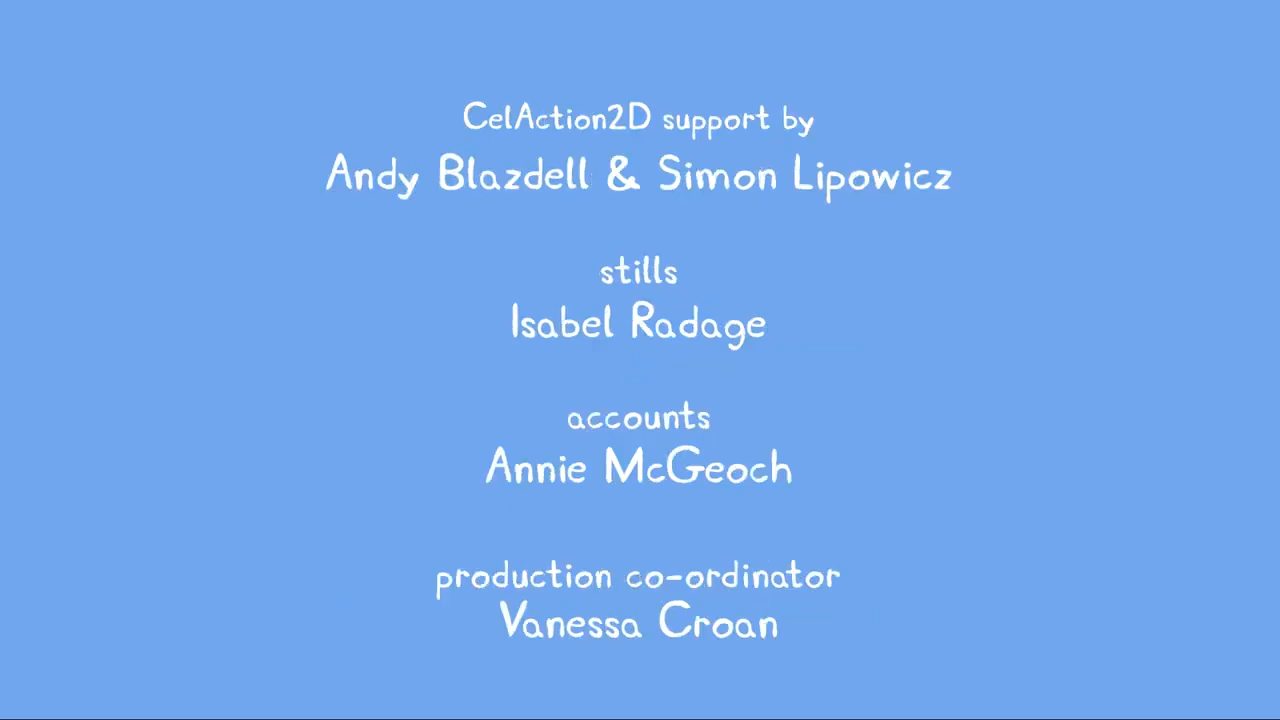 CelAction2D support by
Andy Blazdell & Simon Lipowicz
stills
Isabel Radage
accounts
Annie McGeoch
production co-ordinator
Vanessa Croan